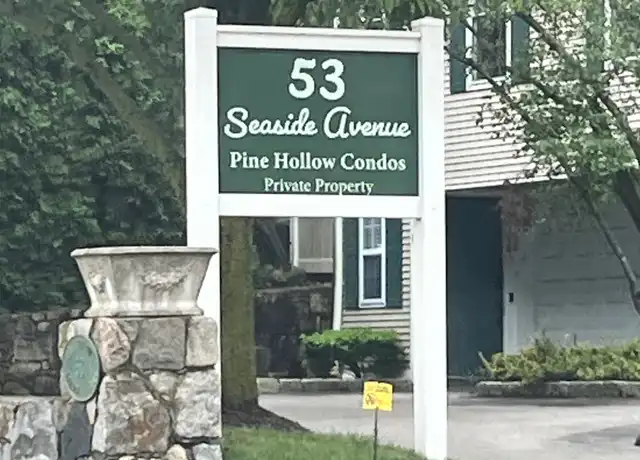 53
Seaside Avenue
Pine Hollow Condos
Private Property